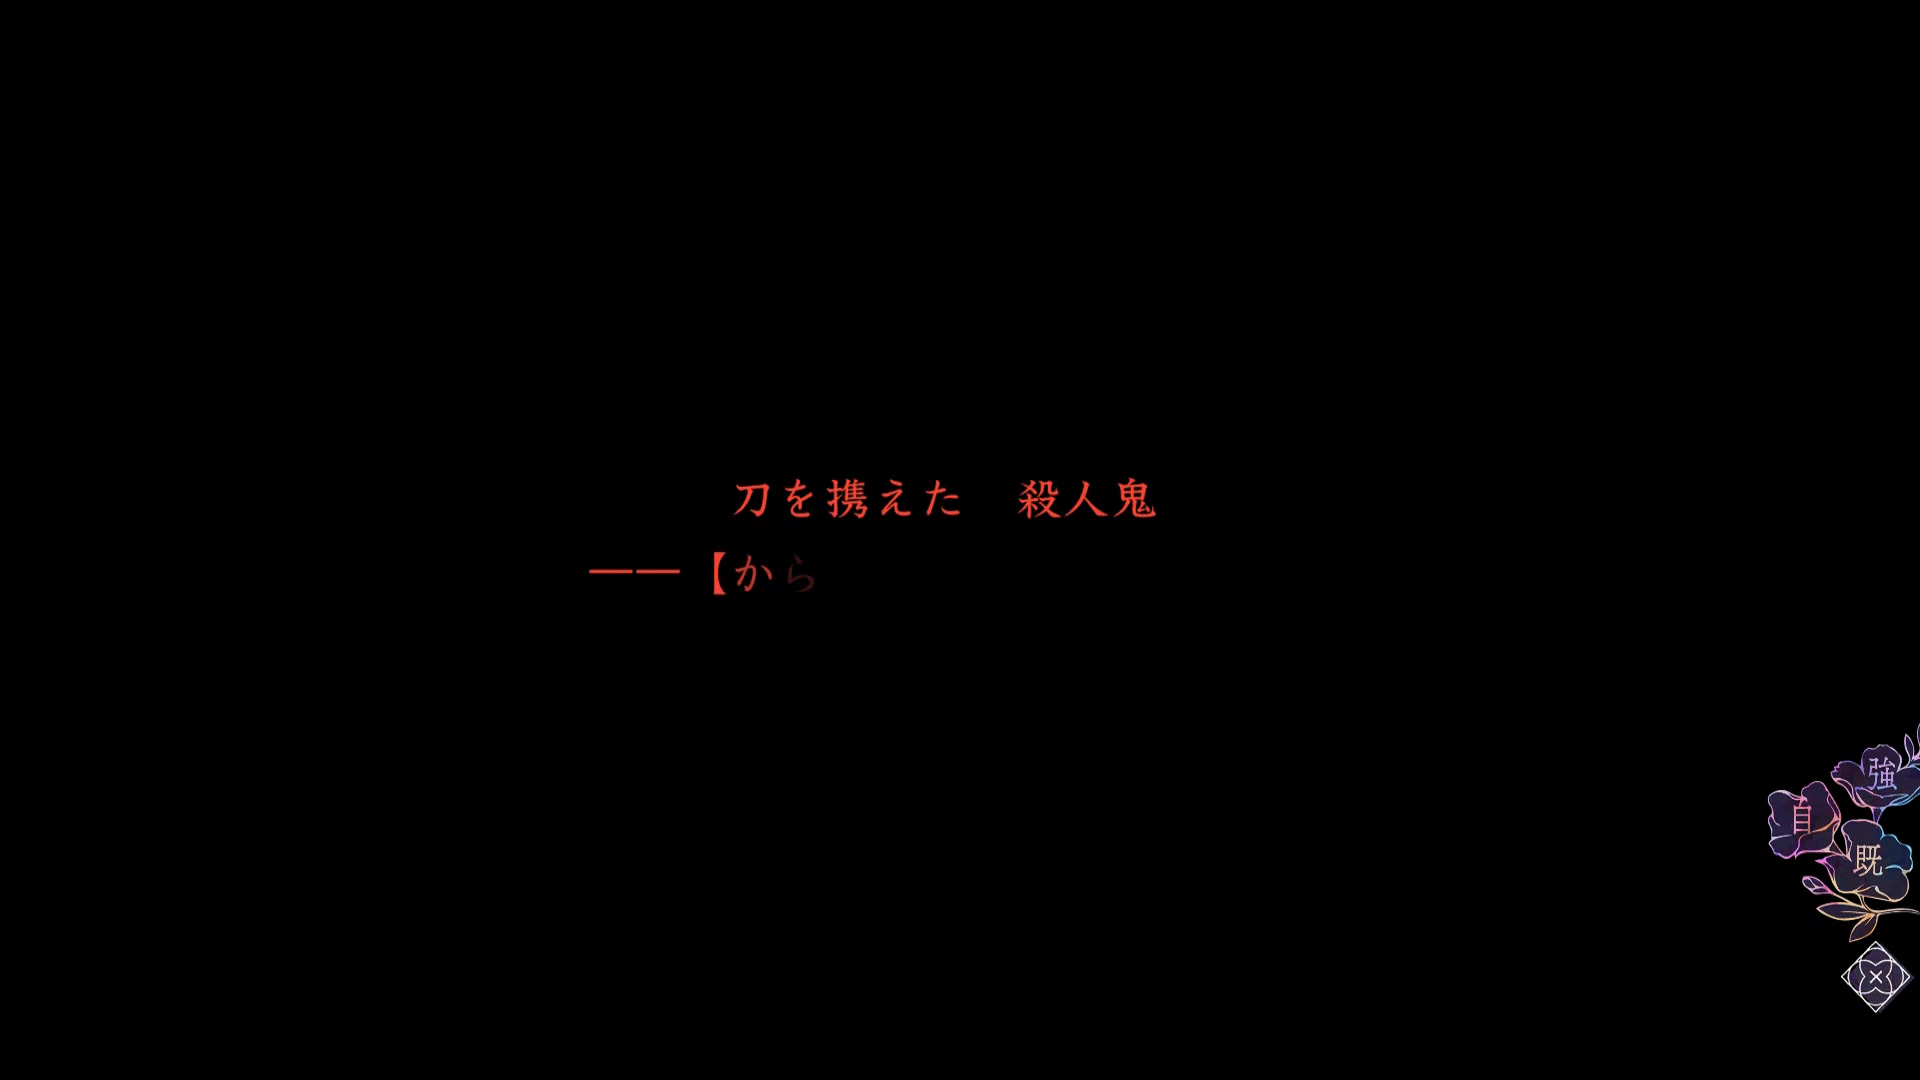 刀を携えた　殺人鬼
――【から
強
自
既